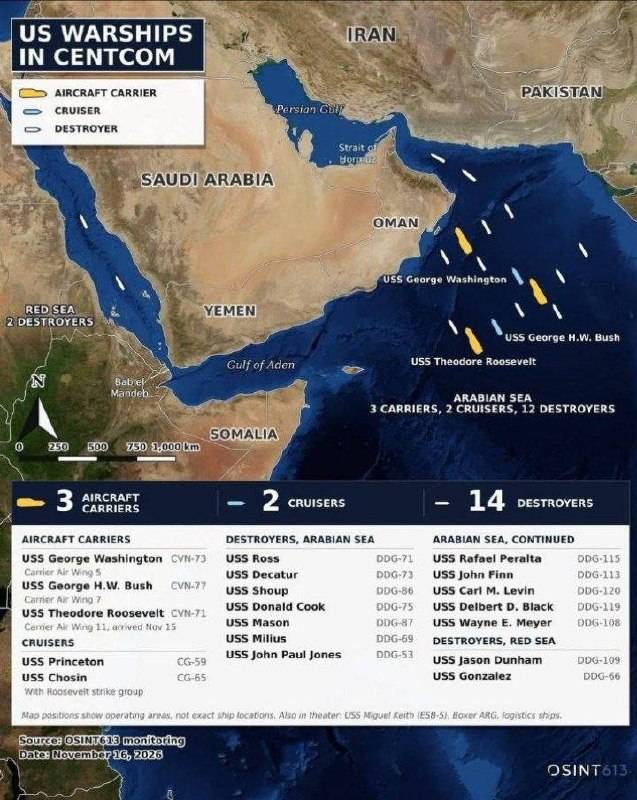 US WARSHIPS
IN CENTCOM
AIRCRAFT CARRIER
CRUISER
DESTROYER
IRAN
PAKISTAN
Persian Gulf
Strait of
Hormuz
SAUDI ARABIA
OMAN
USS George Washington
RED SEA
2 DESTROYERS
YEMEN
USS George H.W. Bush
USS Theodore Roosevelt
Gulf of Aden
Bab el
Mandeb
ARABIAN SEA
3 CARRIERS, 2 CRUISERS, 12 DESTROYERS
N
SOMALIA
0 250 500 750 1,000 km
3 AIRCRAFT CARRIERS
2 CRUISERS
14 DESTROYERS
AIRCRAFT CARRIERS
USS George Washington CVN-73
Carrier Air Wing 5
USS George H.W. Bush CVN-77
Carrier Air Wing 7
USS Theodore Roosevelt CVN-71
Carrier Air Wing 11, arrived Nov 15
CRUISERS
USS Princeton CG-59
USS Chosin CG-65
With Roosevelt strike group
DESTROYERS, ARABIAN SEA
USS Ross DDG-71
USS Decatur DDG-73
USS Shoup DDG-86
USS Donald Cook DDG-75
USS Mason DDG-87
USS Milius DDG-69
USS John Paul Jones DDG-53
ARABIAN SEA, CONTINUED
USS Rafael Peralta DDG-115
USS John Finn DDG-113
USS Carl M. Levin DDG-120
USS Delbert D. Black DDG-119
USS Wayne E. Meyer DDG-108
DESTROYERS, RED SEA
USS Jason Dunham DDG-109
USS Gonzalez DDG-66
Map positions show operating areas, not exact ship locations. Also in theater: USS Miguel Keith (ESB-5), Boxer ARG, logistics ships.
Source: OSINT613 monitoring
Date: November 16, 2026
OSINT613